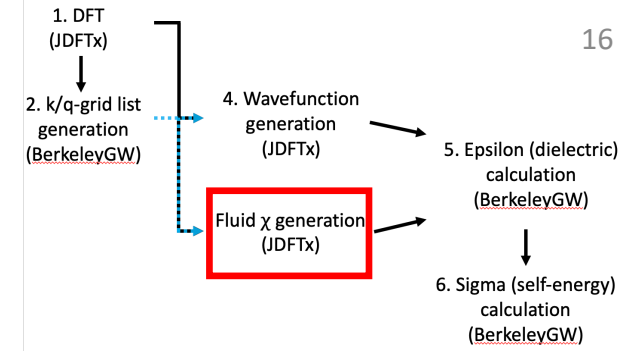 1. DFT
(JDFTx)
16
2. k/q-grid list
generation
(BerkeleyGW)
4. Wavefunction
generation
(JDFTx)
Fluid χ generation
(JDFTx)
5. Epsilon (dielectric)
calculation
(BerkeleyGW)
6. Sigma (self-energy)
calculation
(BerkeleyGW)